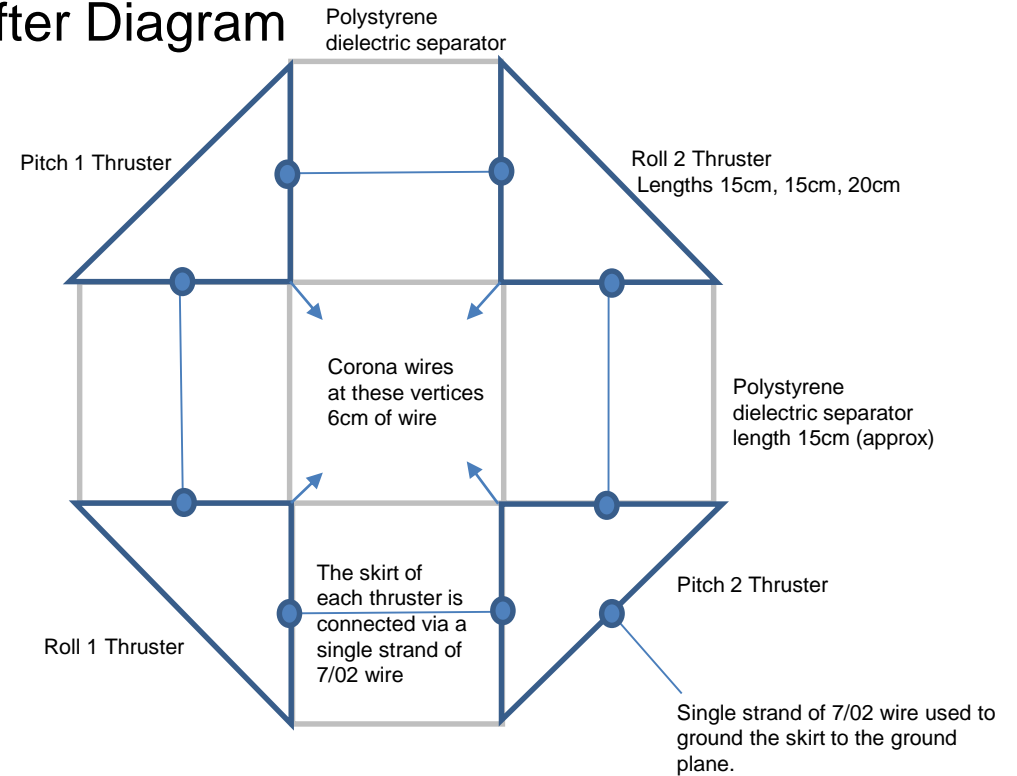 fter Diagram
Polystyrene
dielectric separator
Pitch 1 Thruster
Roll 2 Thruster
Lengths 15cm, 15cm, 20cm
Corona wires
at these vertices
6cm of wire
Polystyrene
dielectric separator
length 15cm (approx)
The skirt of
each thruster is
connected via a
single strand of
7/02 wire
Pitch 2 Thruster
Roll 1 Thruster
Single strand of 7/02 wire used to
ground the skirt to the ground
plane.